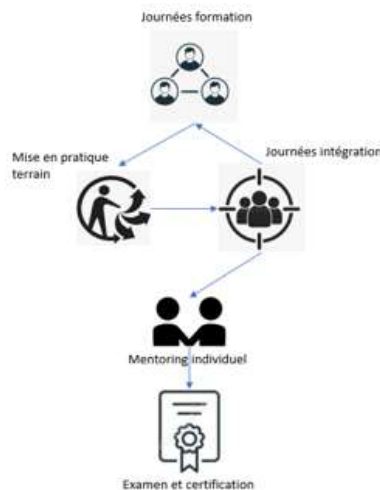 Journées formation
Mise en pratique
terrain
Journées intégration
Mentoring individuel
Examen et certification